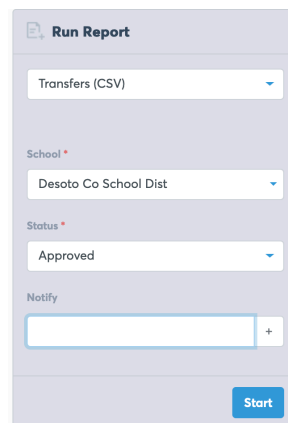 Run Report
Transfers (CSV)
School *
Desoto Co School Dist
Status *
Approved
Notify
+
Start